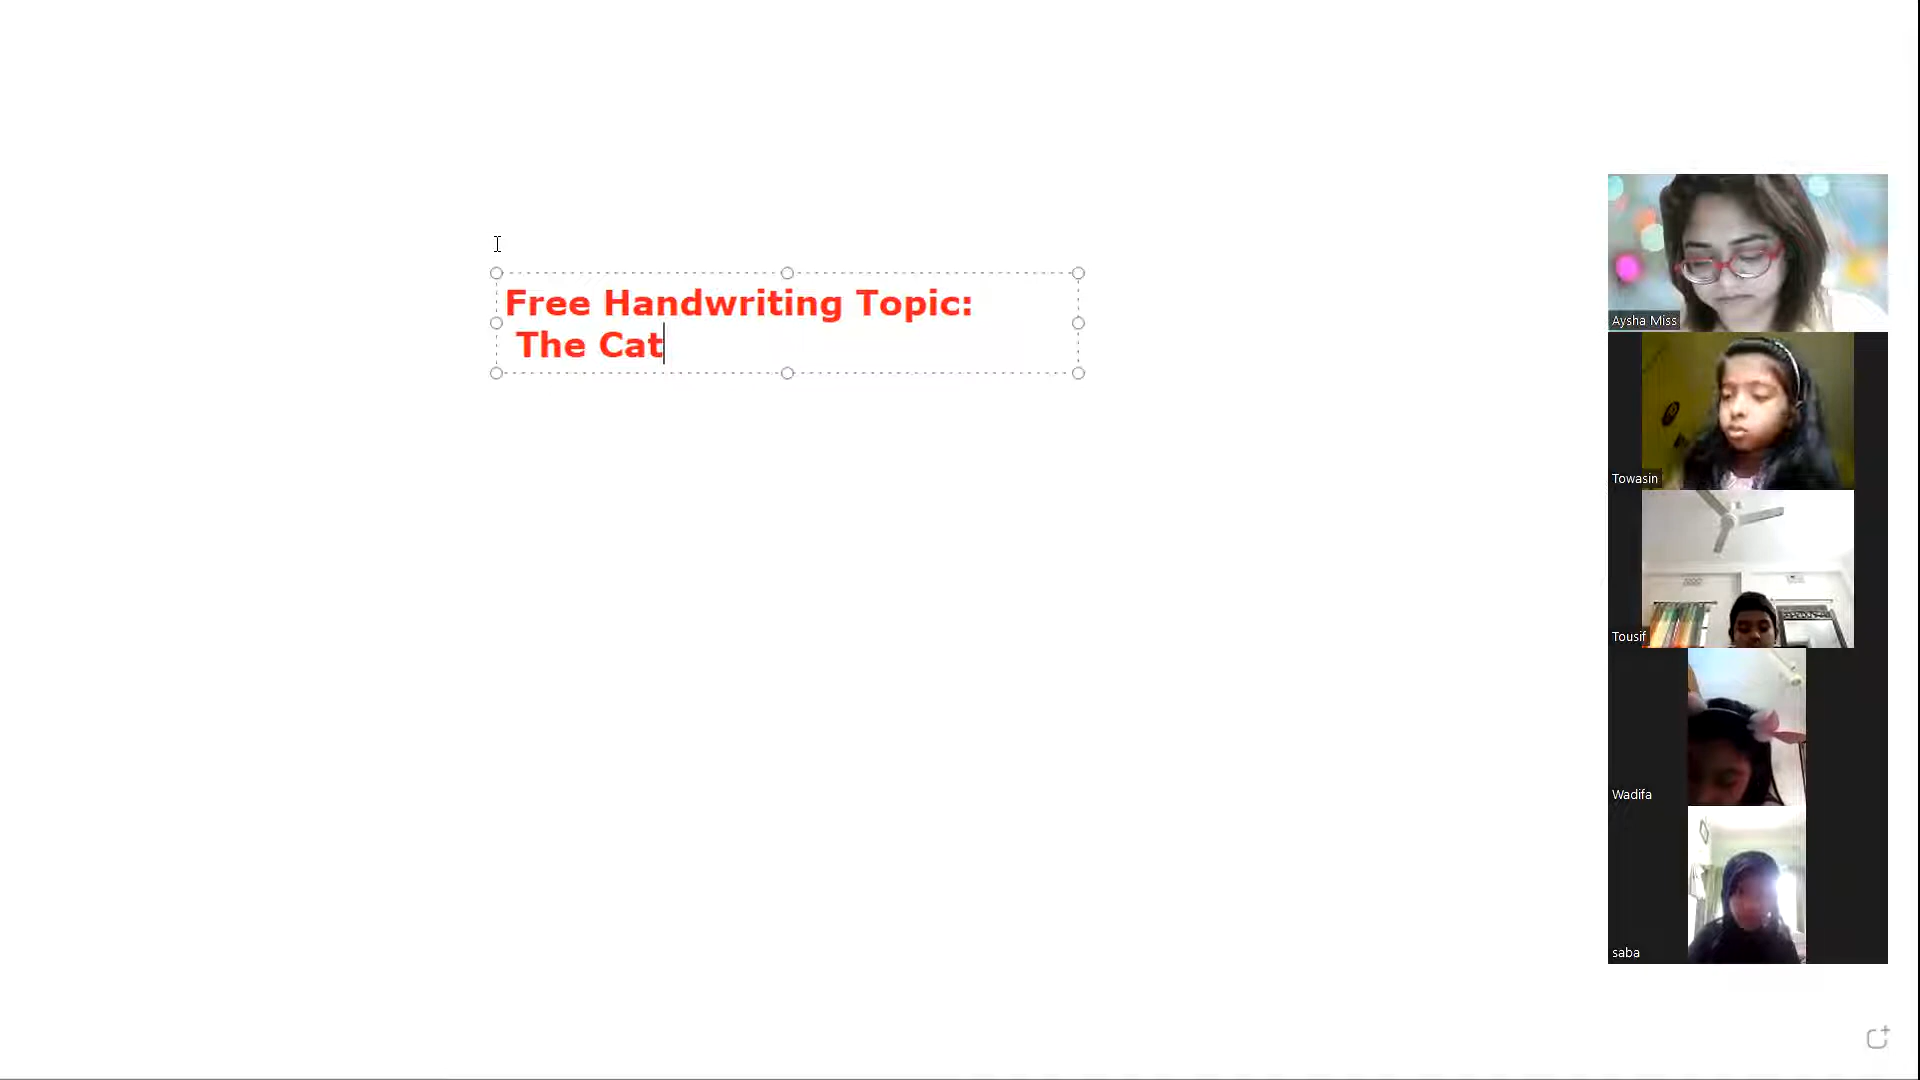 Free Handwriting Topic:
The Cat
Aysha Miss
Towasin
Tousif
Wadifa
saba